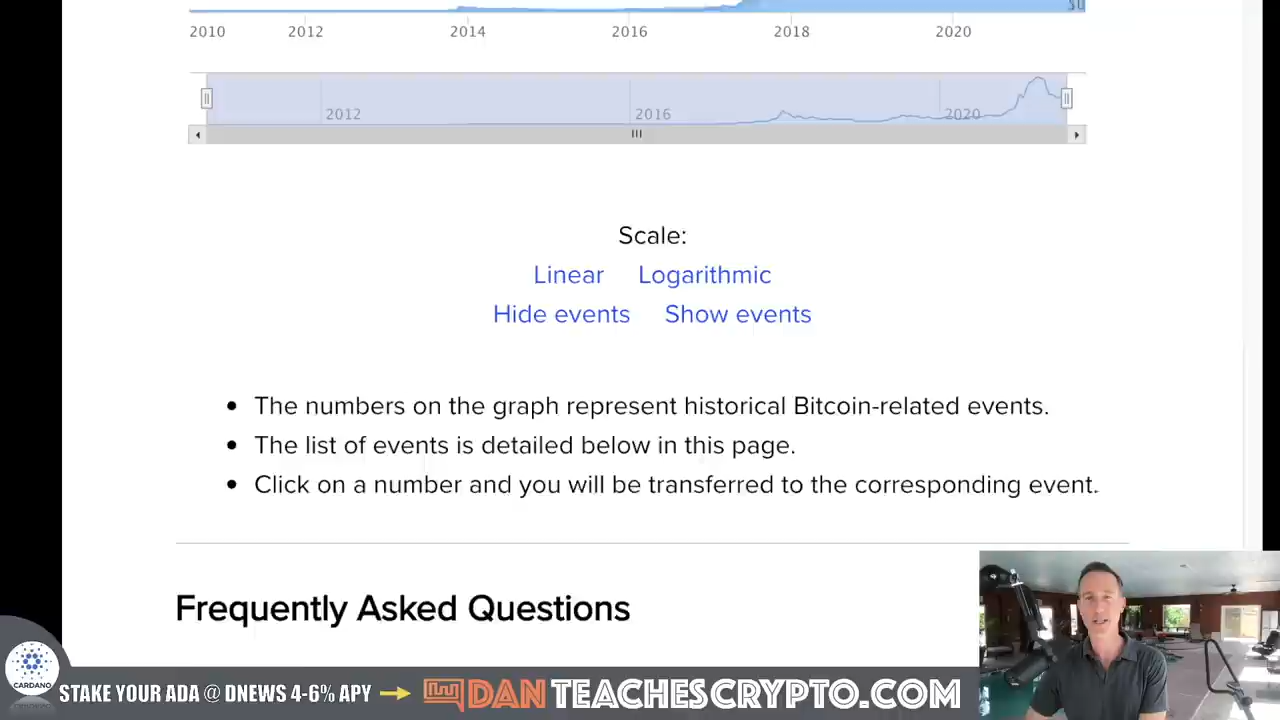 $0
2010 2012 2014 2016 2018 2020
2012 2016 2020
Scale:
Linear Logarithmic
Hide events Show events
The numbers on the graph represent historical Bitcoin-related events.
The list of events is detailed below in this page.
Click on a number and you will be transferred to the corresponding event.
Frequently Asked Questions
CARDANO
STAKE YOUR ADA @ DNEWS 4-6% APY → DANTEACHESCRYPTO.COM